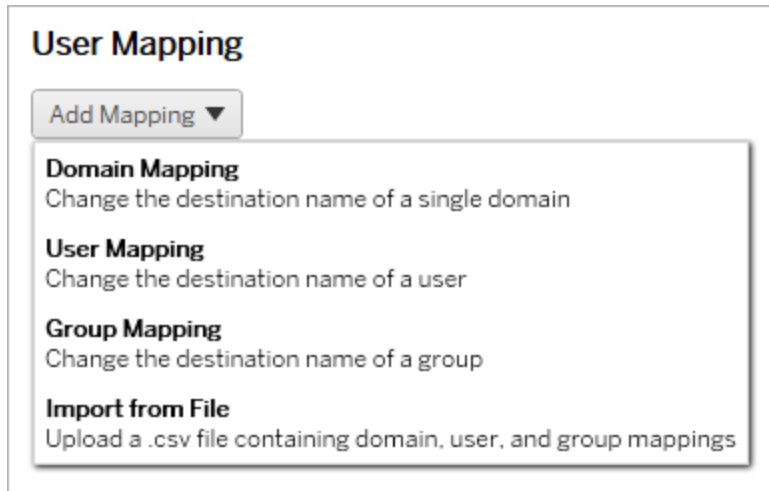 User Mapping
Add Mapping ▼
Domain Mapping
Change the destination name of a single domain
User Mapping
Change the destination name of a user
Group Mapping
Change the destination name of a group
Import from File
Upload a .csv file containing domain, user, and group mappings